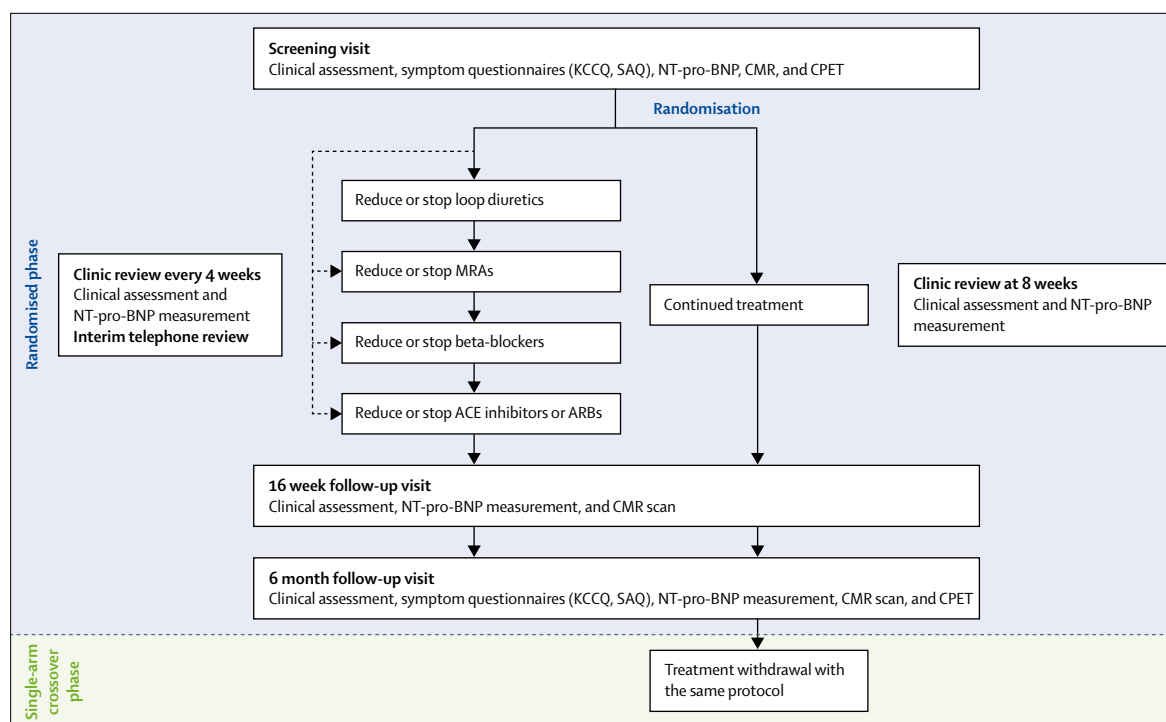 Screening visit
Clinical assessment, symptom questionnaires (KCCQ, SAQ), NT-pro-BNP, CMR, and CPET
Randomisation
Randomised phase
Reduce or stop loop diuretics
Clinic review every 4 weeks
Clinical assessment and
NT-pro-BNP measurement
Interim telephone review
Reduce or stop MRAs
Reduce or stop beta-blockers
Reduce or stop ACE inhibitors or ARBs
Continued treatment
Clinic review at 8 weeks
Clinical assessment and NT-pro-BNP
measurement
16 week follow-up visit
Clinical assessment, NT-pro-BNP measurement, and CMR scan
6 month follow-up visit
Clinical assessment, symptom questionnaires (KCCQ, SAQ), NT-pro-BNP measurement, CMR scan, and CPET
Single-arm
crossover
phase
Treatment withdrawal with
the same protocol